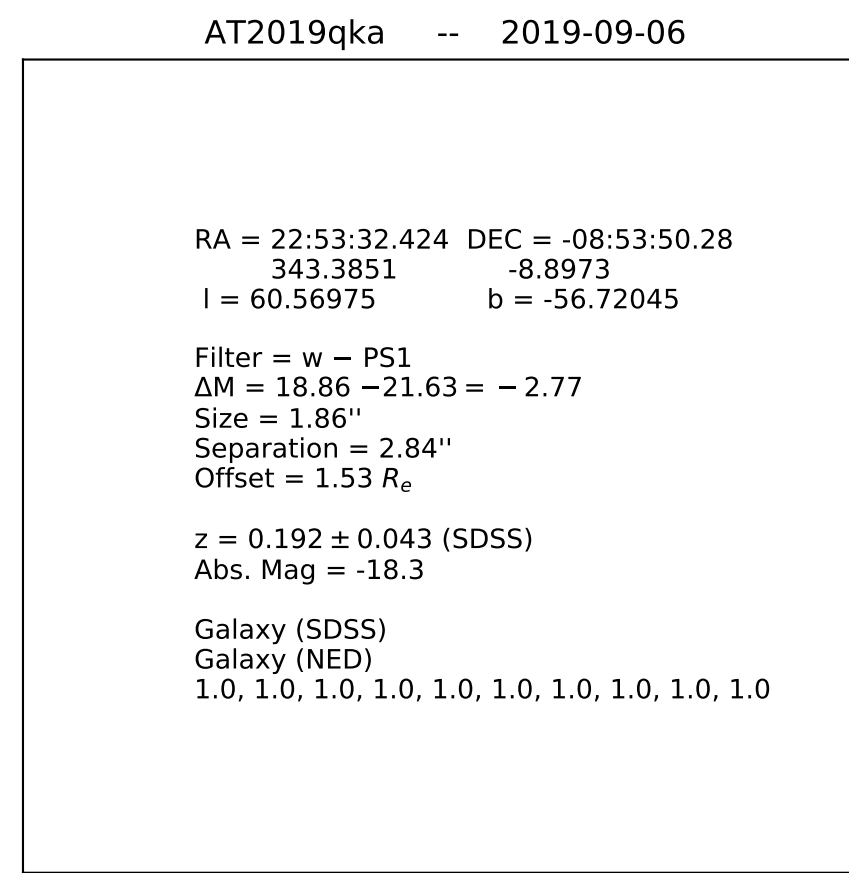 AT2019qka -- 2019-09-06
RA = 22:53:32.424 DEC = -08:53:50.28
343.3851 -8.8973
l = 60.56975 b = -56.72045
Filter = w − PS1
ΔM = 18.86 −21.63 = − 2.77
Size = 1.86''
Separation = 2.84''
Offset = 1.53 Re
z = 0.192 ± 0.043 (SDSS)
Abs. Mag = -18.3
Galaxy (SDSS)
Galaxy (NED)
1.0, 1.0, 1.0, 1.0, 1.0, 1.0, 1.0, 1.0, 1.0, 1.0